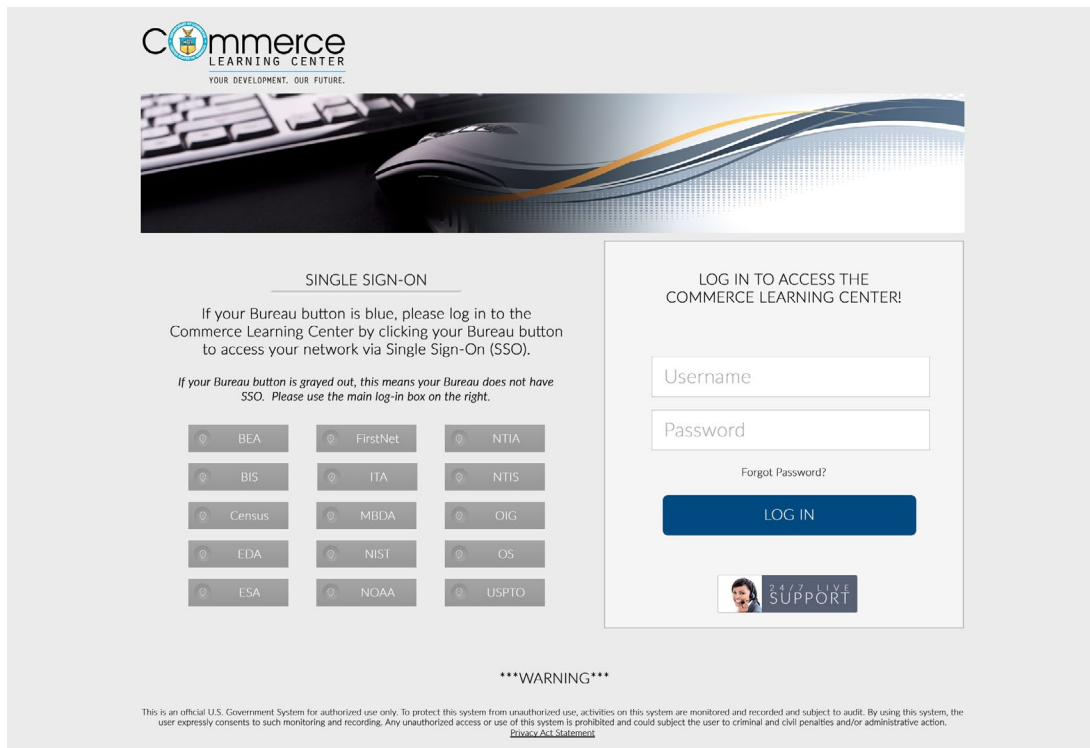 Commerce
LEARNING CENTER
YOUR DEVELOPMENT. OUR FUTURE.
SINGLE SIGN-ON
If your Bureau button is blue, please log in to the
Commerce Learning Center by clicking your Bureau button
to access your network via Single Sign-On (SSO).
If your Bureau button is grayed out, this means your Bureau does not have
SSO. Please use the main log-in box on the right.
BEA
FirstNet
NTIA
BIS
ITA
NTIS
Census
MBDA
OIG
EDA
NIST
OS
ESA
NOAA
USPTO
LOG IN TO ACCESS THE
COMMERCE LEARNING CENTER!
Username
Password
Forgot Password?
LOG IN
24/7 LIVE
SUPPORT
***WARNING***
This is an official U.S. Government System for authorized use only. To protect this system from unauthorized use, activities on this system are monitored and recorded and subject to audit. By using this system, the
user expressly consents to such monitoring and recording. Any unauthorized access or use of this system is prohibited and could subject the user to criminal and civil penalties and/or administrative action.
Privacy Act Statement